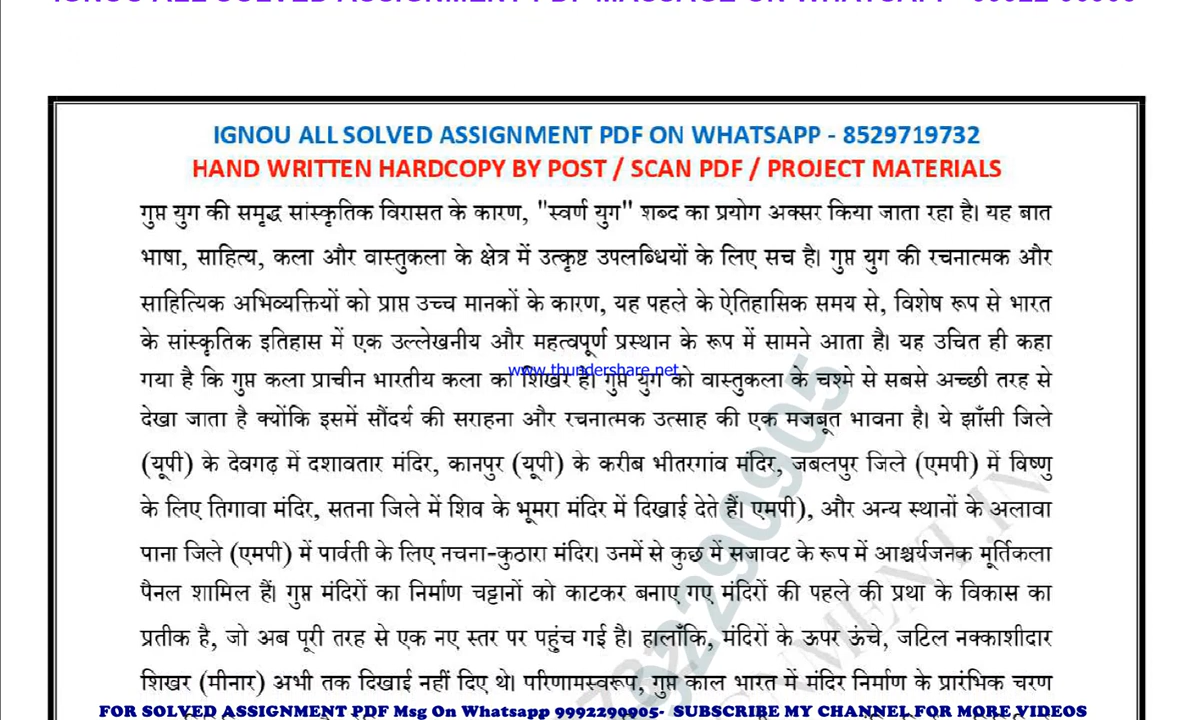 IGNOU ALL SOLVED ASSIGNMENT PDF ON WHATSAPP - 8529719732
HAND WRITTEN HARDCOPY BY POST / SCAN PDF / PROJECT MATERIALS
गुप्त युग की समृद्ध सांस्कृतिक विरासत के कारण, "स्वर्ण युग" शब्द का प्रयोग अक्सर किया जाता रहा है। यह बात
भाषा, साहित्य, कला और वास्तुकला के क्षेत्र में उत्कृष्ट उपलब्धियों के लिए सच है। गुप्त युग की रचनात्मक और
साहित्यिक अभिव्यक्तियों को प्राप्त उच्च मानकों के कारण, यह पहले के ऐतिहासिक समय से, विशेष रूप से भारत
के सांस्कृतिक इतिहास में एक उल्लेखनीय और महत्वपूर्ण प्रस्थान के रूप में सामने आता है। यह उचित ही कहा
www.thundershare.net
गया है कि गुप्त कला प्राचीन भारतीय कला का शिखर है। गुप्त युग को वास्तुकला के चश्मे से सबसे अच्छी तरह से
देखा जाता है क्योंकि इसमें सौंदर्य की सराहना और रचनात्मक उत्साह की एक मजबूत भावना है। ये झाँसी जिले
(यूपी) के देवगढ़ में दशावतार मंदिर, कानपुर (यूपी) के करीब भीतरगांव मंदिर, जबलपुर जिले (एमपी) में विष्णु
के लिए तिगावा मंदिर, सतना जिले में शिव के भूमरा मंदिर में दिखाई देते हैं। एमपी), और अन्य स्थानों के अलावा
पाना जिले (एमपी) में पार्वती के लिए नचना-कुठारा मंदिर। उनमें से कुछ में सजावट के रूप में आश्चर्यजनक मूर्तिकला
पैनल शामिल हैं। गुप्त मंदिरों का निर्माण चट्टानों को काटकर बनाए गए मंदिरों की पहले की प्रथा के विकास का
प्रतीक है, जो अब पूरी तरह से एक नए स्तर पर पहुंच गई है। हालाँकि, मंदिरों के ऊपर ऊंचे, जटिल नक्काशीदार
शिखर (मीनार) अभी तक दिखाई नहीं दिए थे। परिणामस्वरूप, गुप्त काल भारत में मंदिर निर्माण के प्रारंभिक चरण
FOR SOLVED ASSIGNMENT PDF Msg On Whatsapp 9992290905- SUBSCRIBE MY CHANNEL FOR MORE VIDEOS